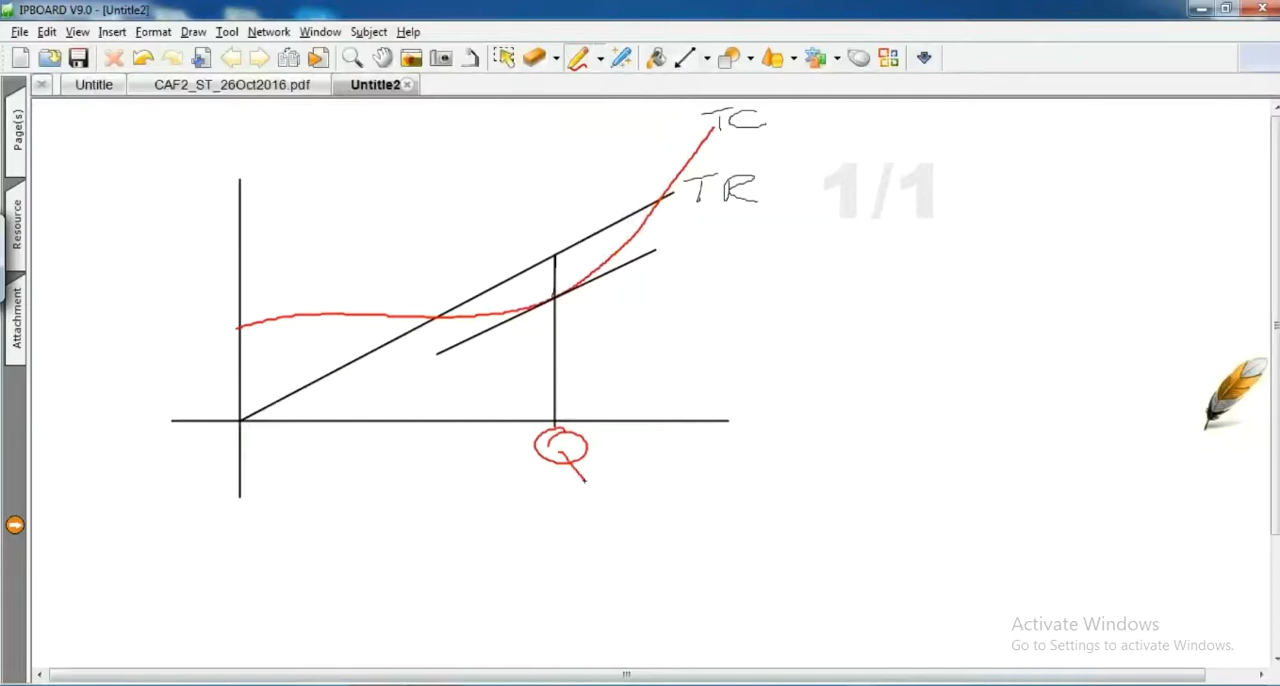 IPBOARD V9.0 - [Untitle2]
File Edit View Insert Format Draw Tool Network Window Subject Help
Untitle CAF2_ST_26Oct2016.pdf Untitle2
Page(s)
Resource
Attachment
TC
TR
1/1
Q
Activate Windows
Go to Settings to activate Windows.